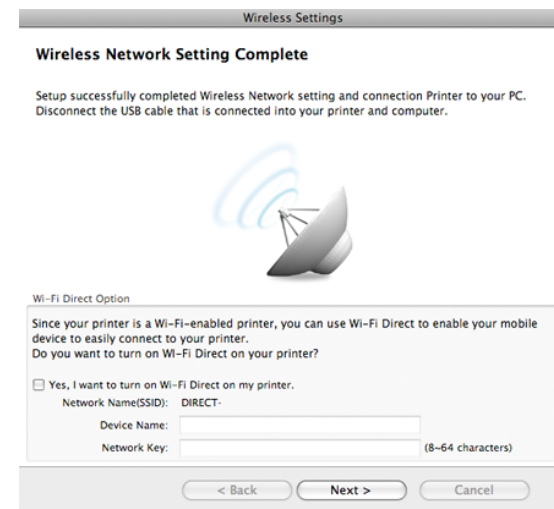 Wireless Settings
Wireless Network Setting Complete
Setup successfully completed Wireless Network setting and connection Printer to your PC.
Disconnect the USB cable that is connected into your printer and computer.
Wi-Fi Direct Option
Since your printer is a Wi-Fi-enabled printer, you can use Wi-Fi Direct to enable your mobile
device to easily connect to your printer.
Do you want to turn on Wi-Fi Direct on your printer?
Yes, I want to turn on Wi-Fi Direct on my printer.
Network Name(SSID): DIRECT-
Device Name:
Network Key: (8~64 characters)
< Back Next > Cancel